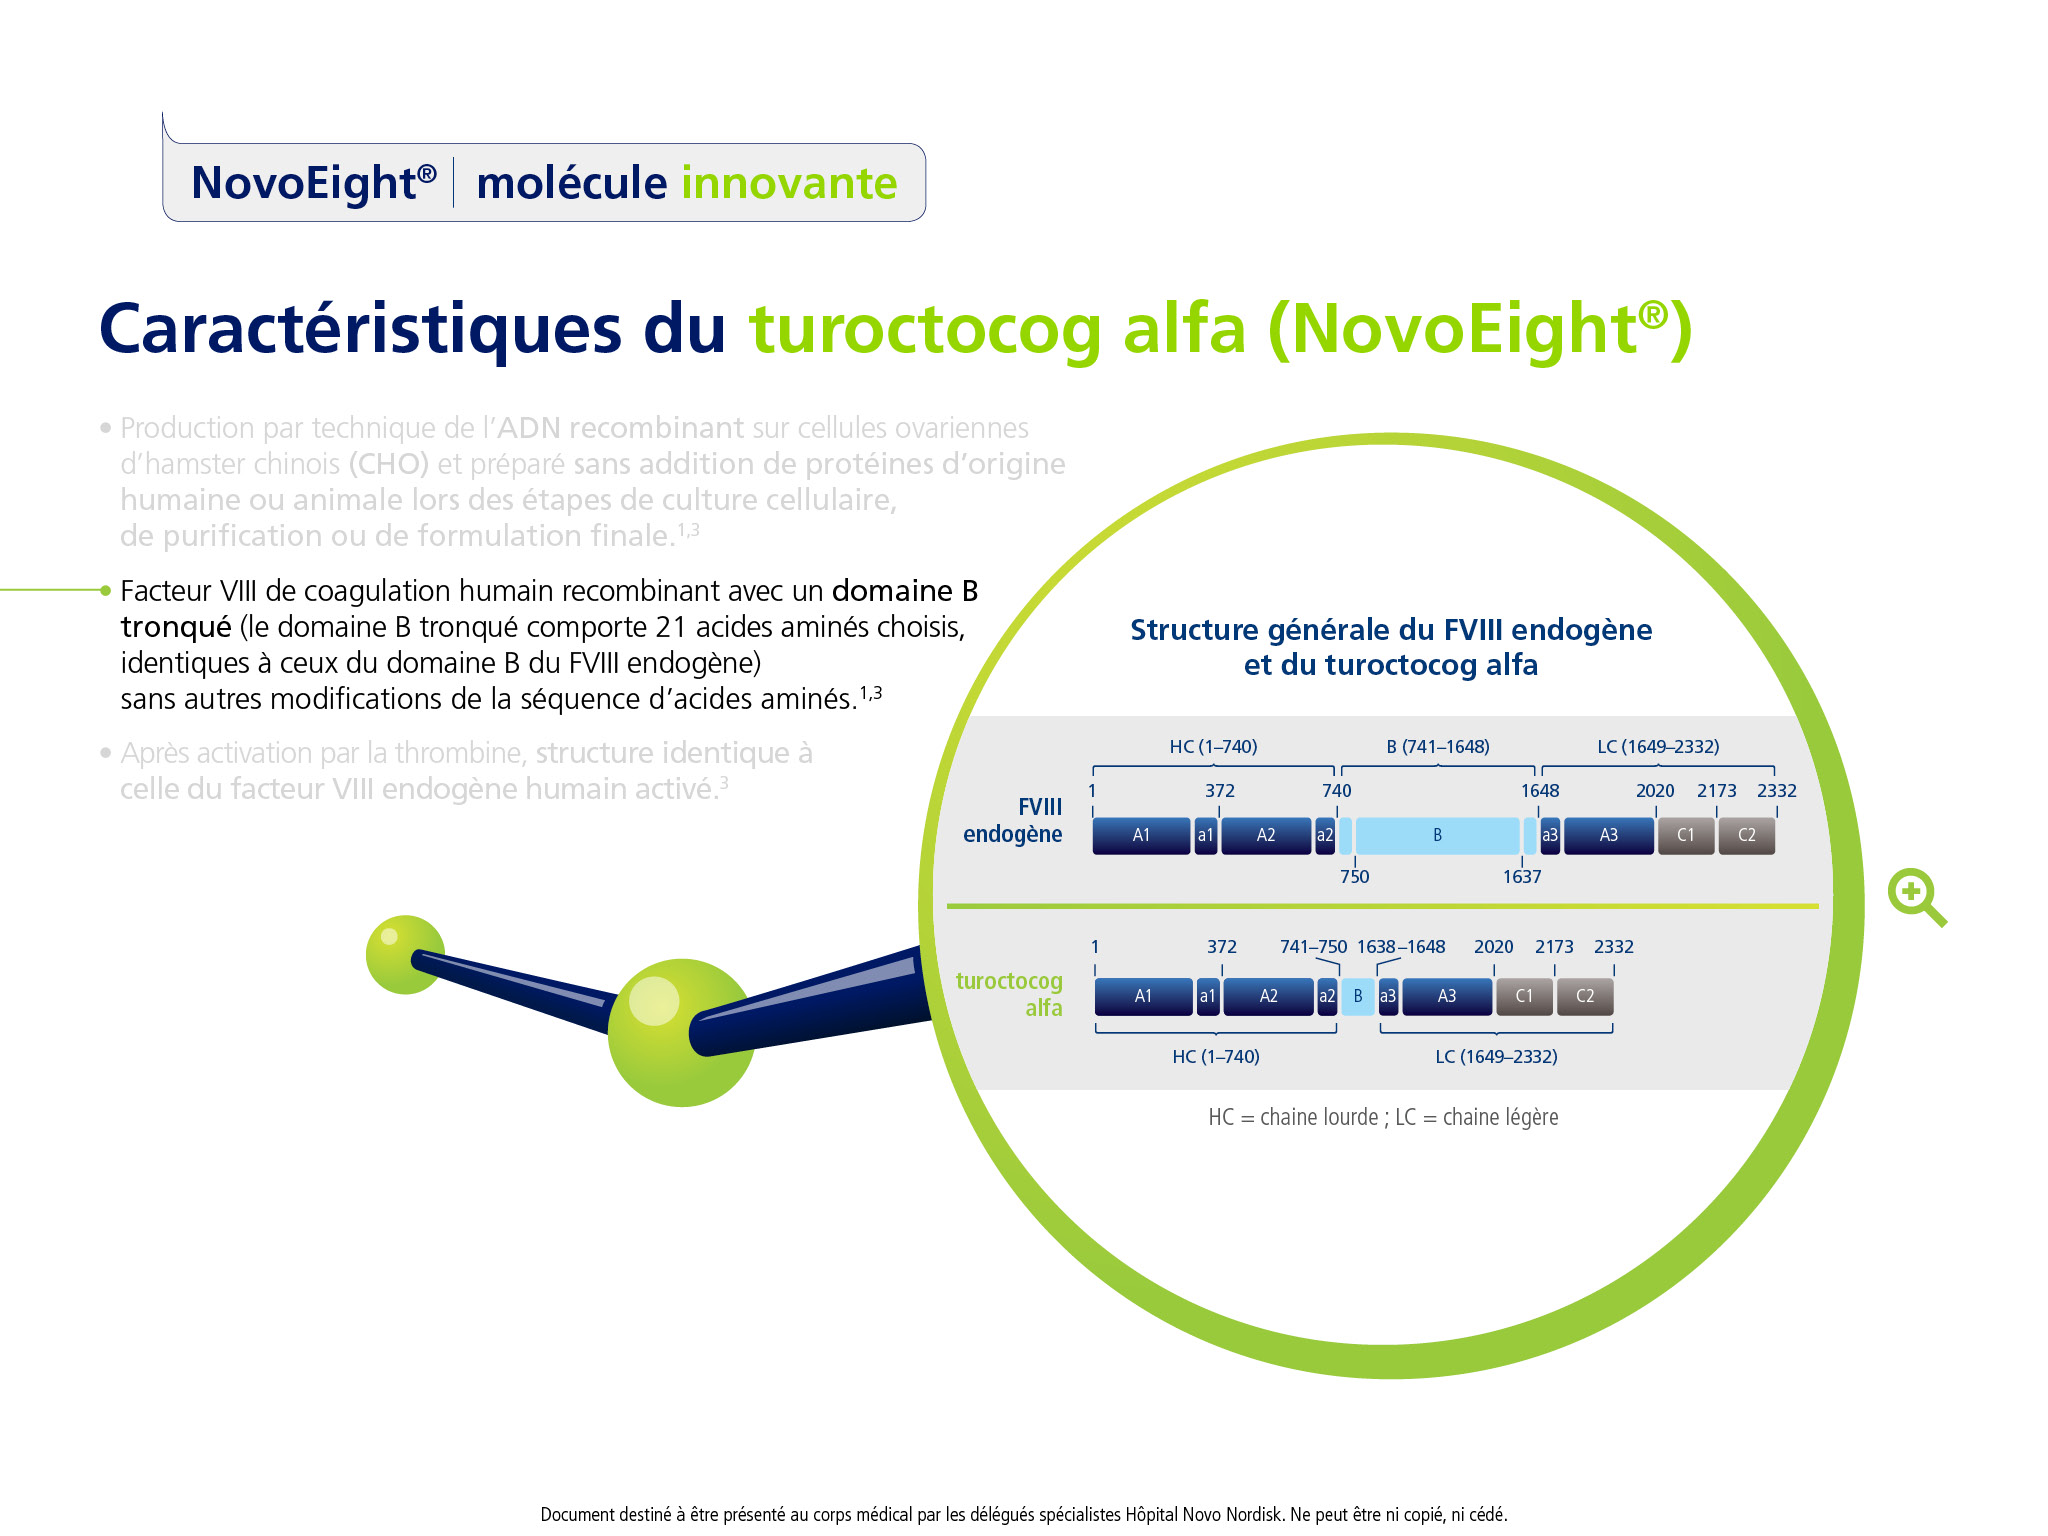 NovoEight® molécule innovante
Caractéristiques du turoctocog alfa (NovoEight®)
• Production par technique de l’ADN recombinant sur cellules ovariennes
d’hamster chinois (CHO) et préparé sans addition de protéines d’origine
humaine ou animale lors des étapes de culture cellulaire,
de purification ou de formulation finale.1,3
• Facteur VIII de coagulation humain recombinant avec un domaine B
tronqué (le domaine B tronqué comporte 21 acides aminés choisis,
identiques à ceux du domaine B du FVIII endogène)
sans autres modifications de la séquence d’acides aminés.1,3
• Après activation par la thrombine, structure identique à
celle du facteur VIII endogène humain activé.3
Structure générale du FVIII endogène
et du turoctocog alfa
HC (1–740) B (741–1648) LC (1649–2332)
1 372 740 1648 2020 2173 2332
FVIII
endogène
A1 a1 A2 a2 B a3 A3 C1 C2
750 1637
1 372 741–750 1638–1648 2020 2173 2332
turoctocog
alfa
A1 a1 A2 a2 B a3 A3 C1 C2
HC (1–740) LC (1649–2332)
HC = chaine lourde ; LC = chaine légère
Document destiné à être présenté au corps médical par les délégués spécialistes Hôpital Novo Nordisk. Ne peut être ni copié, ni cédé.